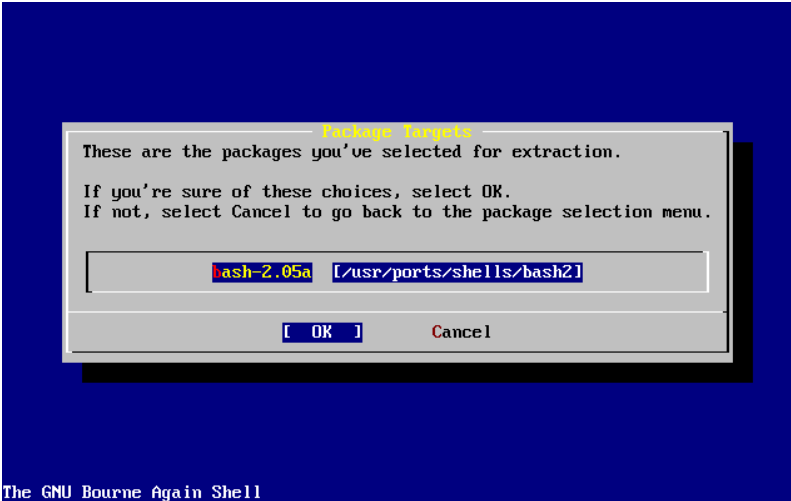 Package Targets
These are the packages you've selected for extraction.
If you're sure of these choices, select OK.
If not, select Cancel to go back to the package selection menu.
bash-2.05a [/usr/ports/shells/bash2]
[ OK ] Cancel
The GNU Bourne Again Shell